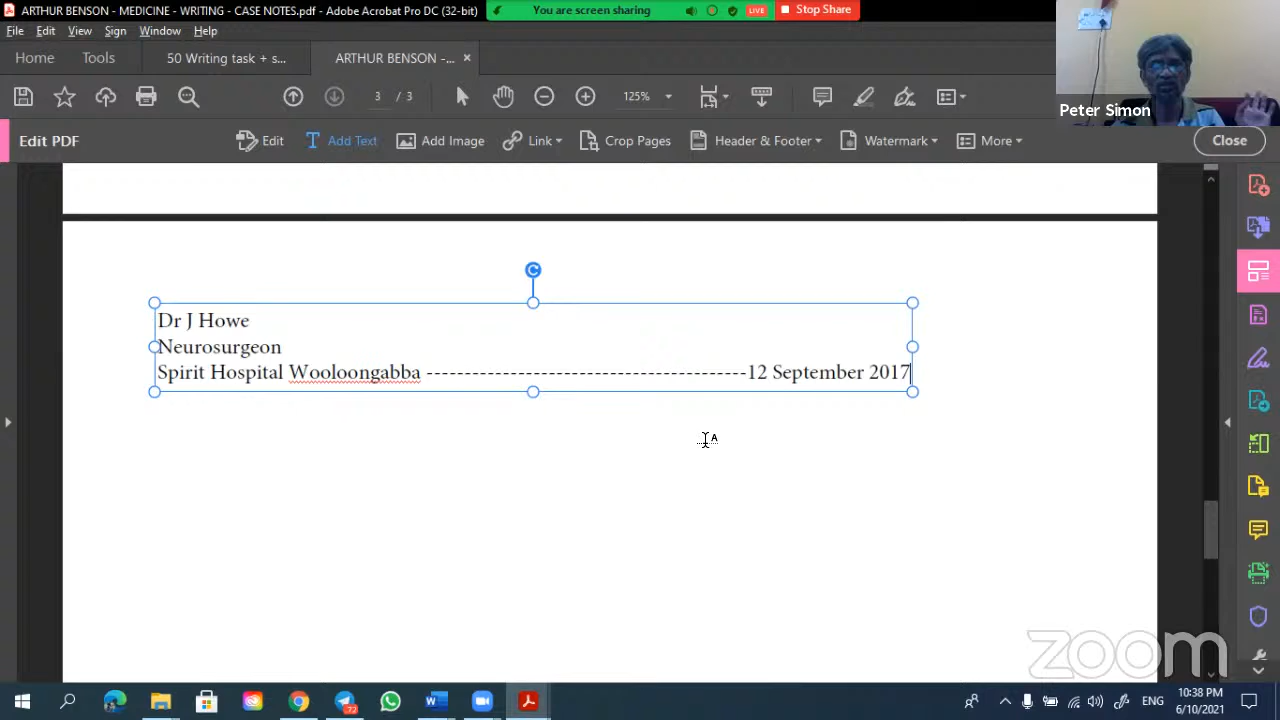 ARTHUR BENSON - MEDICINE - WRITING - CASE NOTES.pdf - Adobe Acrobat Pro DC (32-bit)
You are screen sharing
LIVE
Stop Share
File Edit View Sign Window Help
Home Tools 50 Writing task + s... ARTHUR BENSON -... ×
3 / 3
125%
Peter Simon
Edit PDF
Edit Add Text Add Image Link Crop Pages Header & Footer Watermark More Close
Dr J Howe
Neurosurgeon
Spirit Hospital Wooloongabba ------------------------------------------12 September 2017
A
zoom
72
ENG
10:38 PM
6/10/2021